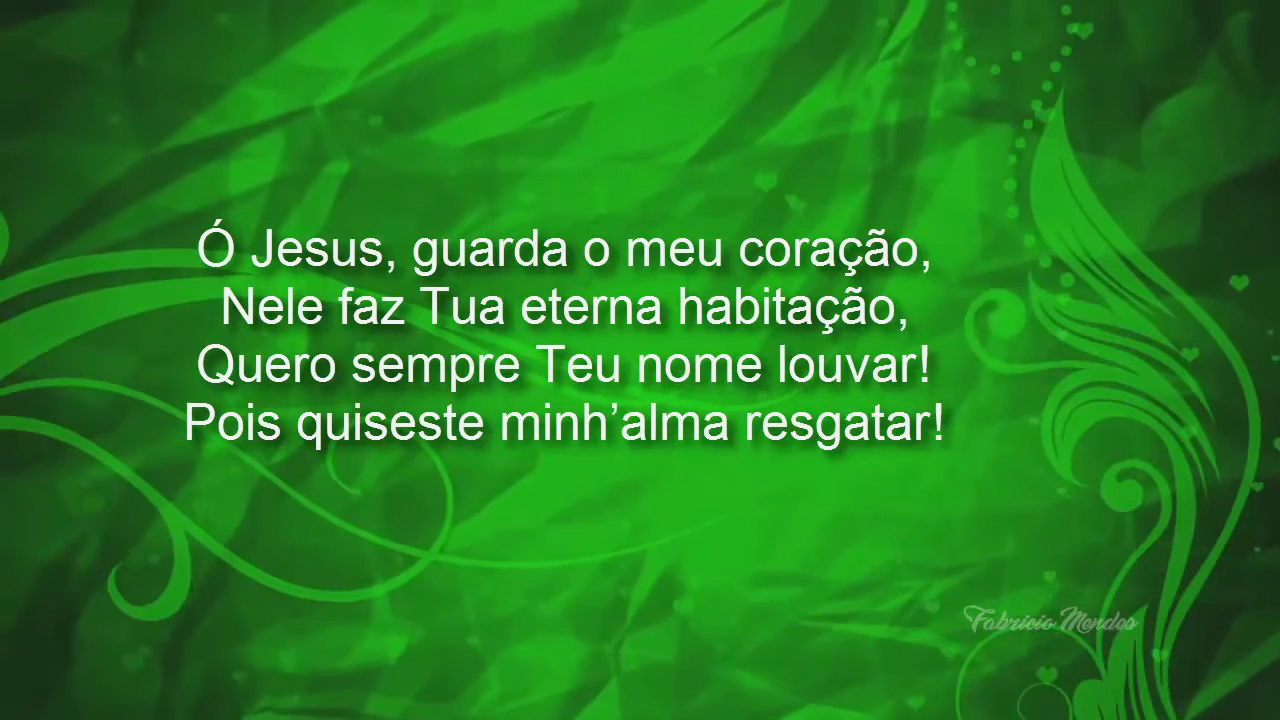 Ó Jesus, guarda o meu coração,
Nele faz Tua eterna habitação,
Quero sempre Teu nome louvar!
Pois quiseste minh’alma resgatar!
Fabricio Mendes